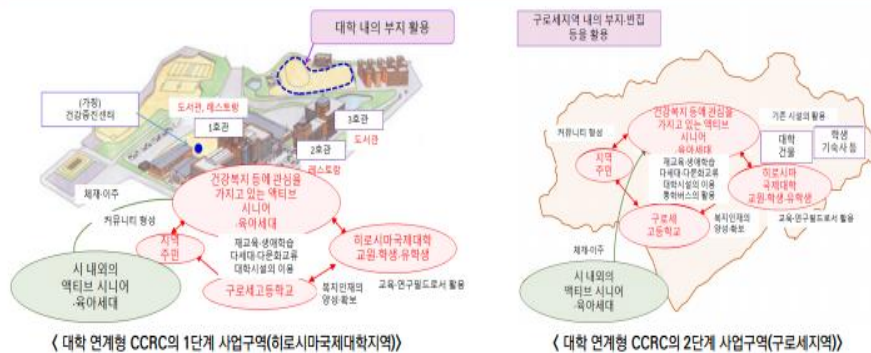 대학 내의 부지 활용
(가칭)
건강증진센터
도서관, 레스토랑
1호관
3호관
도서관
2호관
레스토랑
건강복지 등에 관심을
가지고 있는 액티브
시니어
·육아세대
체재·이주
커뮤니티 형성
지역
주민
재교육·생애학습
다세대·다문화교류
대학시설의 이용
히로시마국제대학
교원·학생·유학생
시 내외의
액티브 시니어
·육아세대
구로세고등학교
복지인재의
양성·확보
교육·연구필드로서 활용
< 대학 연계형 CCRC의 1단계 사업구역(히로시마국제대학지역)>
구로세지역 내의 부지·빈집
등을 활용
건강복지 등에 관심을
가지고 있는 액티브
시니어
·육아세대
기존 시설의 활용
대학
건물
학생
기숙사 등
커뮤니티 형성
지역
주민
재교육·생애학습
다세대·다문화교류
대학시설의 이용
통학버스의 활용
히로시마
국제대학
교원·학생·유학생
구로세
고등학교
복지인재의
양성·확보
교육·연구필드로서 활용
체재·이주
시 내외의
액티브 시니어
·육아세대
< 대학 연계형 CCRC의 2단계 사업구역(구로세지역)>